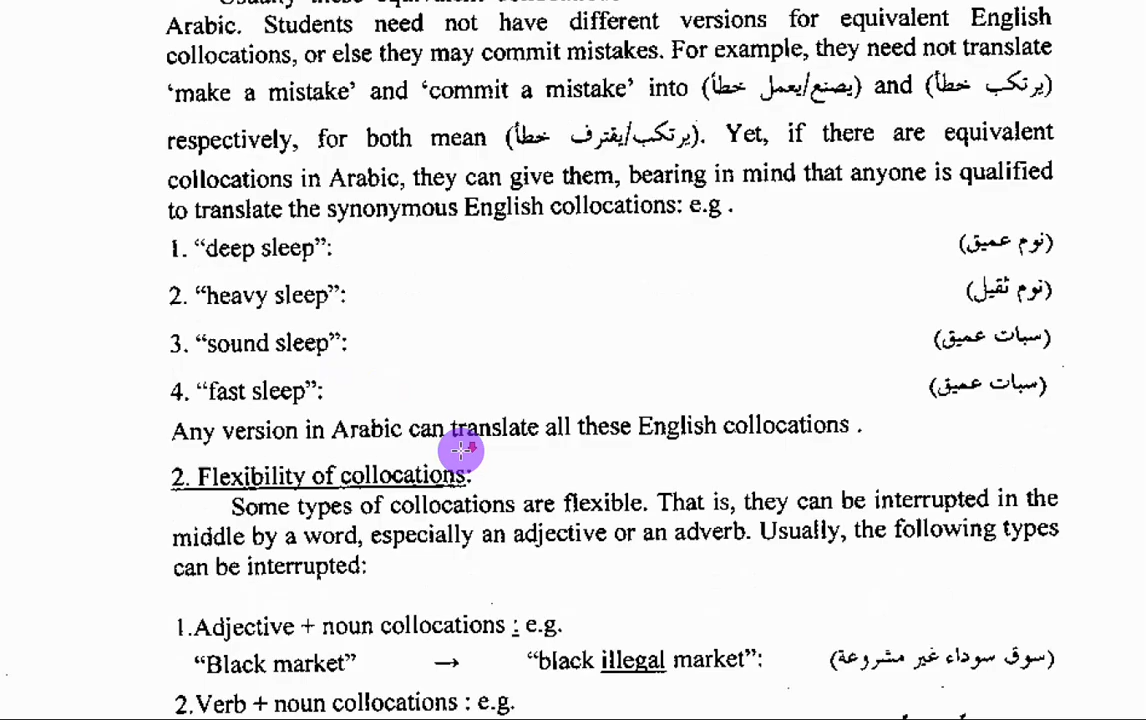 Arabic. Students need not have different versions for equivalent English
collocations, or else they may commit mistakes. For example, they need not translate
‘make a mistake’ and ‘commit a mistake’ into (يصنع/يعمل خطأ) and (يرتكب خطأ)
respectively, for both mean (يرتكب/يقترف خطأ). Yet, if there are equivalent
collocations in Arabic, they can give them, bearing in mind that anyone is qualified
to translate the synonymous English collocations: e.g .
1. “deep sleep”: (نوم عميق)
2. “heavy sleep”: (نوم ثقيل)
3. “sound sleep”: (سبات عميق)
4. “fast sleep”: (سبات عميق)
Any version in Arabic can translate all these English collocations .
2. Flexibility of collocations:
Some types of collocations are flexible. That is, they can be interrupted in the
middle by a word, especially an adjective or an adverb. Usually, the following types
can be interrupted:
1.Adjective + noun collocations : e.g.
“Black market” → “black illegal market”: (سوق سوداء غير مشروعة)
2.Verb + noun collocations : e.g.